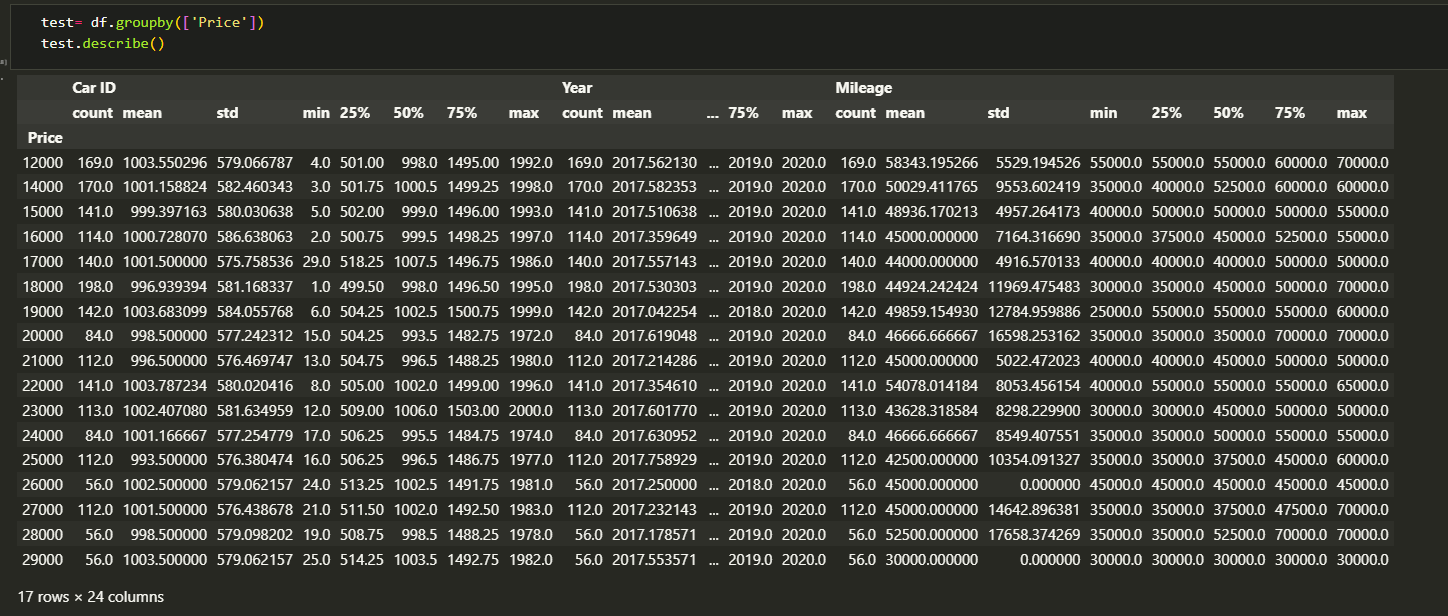 test= df.groupby(['Price'])
test.describe()
Car ID Year Mileage
count mean std min 25% 50% 75% max count mean ... 75% max count mean std min 25% 50% 75% max
Price
12000 169.0 1003.550296 579.066787 4.0 501.00 998.0 1495.00 1992.0 169.0 2017.562130 ... 2019.0 2020.0 169.0 58343.195266 5529.194526 55000.0 55000.0 55000.0 60000.0 70000.0
14000 170.0 1001.158824 582.460343 3.0 501.75 1000.5 1499.25 1998.0 170.0 2017.582353 ... 2019.0 2020.0 170.0 50029.411765 9553.602419 35000.0 40000.0 52500.0 60000.0 60000.0
15000 141.0 999.397163 580.030638 5.0 502.00 999.0 1496.00 1993.0 141.0 2017.510638 ... 2019.0 2020.0 141.0 48936.170213 4957.264173 40000.0 50000.0 50000.0 50000.0 55000.0
16000 114.0 1000.728070 586.638063 2.0 500.75 999.5 1498.25 1997.0 114.0 2017.359649 ... 2019.0 2020.0 114.0 45000.000000 7164.316690 35000.0 37500.0 45000.0 52500.0 55000.0
17000 140.0 1001.500000 575.758536 29.0 518.25 1007.5 1496.75 1986.0 140.0 2017.557143 ... 2019.0 2020.0 140.0 44000.000000 4916.570133 40000.0 40000.0 40000.0 50000.0 50000.0
18000 198.0 996.939394 581.168337 1.0 499.50 998.0 1496.50 1995.0 198.0 2017.530303 ... 2019.0 2020.0 198.0 44924.242424 11969.475483 30000.0 35000.0 45000.0 50000.0 70000.0
19000 142.0 1003.683099 584.055768 6.0 504.25 1002.5 1500.75 1999.0 142.0 2017.042254 ... 2018.0 2020.0 142.0 49859.154930 12784.959886 25000.0 55000.0 55000.0 55000.0 60000.0
20000 84.0 998.500000 577.242312 15.0 504.25 993.5 1482.75 1972.0 84.0 2017.619048 ... 2019.0 2020.0 84.0 46666.666667 16598.253162 35000.0 35000.0 35000.0 70000.0 70000.0
21000 112.0 996.500000 576.469747 13.0 504.75 996.5 1488.25 1980.0 112.0 2017.214286 ... 2019.0 2020.0 112.0 45000.000000 5022.472023 40000.0 40000.0 45000.0 50000.0 50000.0
22000 141.0 1003.787234 580.020416 8.0 505.00 1002.0 1499.00 1996.0 141.0 2017.354610 ... 2019.0 2020.0 141.0 54078.014184 8053.456154 40000.0 55000.0 55000.0 55000.0 65000.0
23000 113.0 1002.407080 581.634959 12.0 509.00 1006.0 1503.00 2000.0 113.0 2017.601770 ... 2019.0 2020.0 113.0 43628.318584 8298.229900 30000.0 30000.0 45000.0 50000.0 50000.0
24000 84.0 1001.166667 577.254779 17.0 506.25 995.5 1484.75 1974.0 84.0 2017.630952 ... 2019.0 2020.0 84.0 46666.666667 8549.407551 35000.0 35000.0 50000.0 55000.0 55000.0
25000 112.0 993.500000 576.380474 16.0 506.25 996.5 1486.75 1977.0 112.0 2017.758929 ... 2019.0 2020.0 112.0 42500.000000 10354.091327 35000.0 35000.0 37500.0 45000.0 60000.0
26000 56.0 1002.500000 579.062157 24.0 513.25 1002.5 1491.75 1981.0 56.0 2017.250000 ... 2018.0 2020.0 56.0 45000.000000 0.000000 45000.0 45000.0 45000.0 45000.0 45000.0
27000 112.0 1001.500000 576.438678 21.0 511.50 1002.0 1492.50 1983.0 112.0 2017.232143 ... 2019.0 2020.0 112.0 45000.000000 14642.896381 35000.0 35000.0 37500.0 47500.0 70000.0
28000 56.0 998.500000 579.098202 19.0 508.75 998.5 1488.25 1978.0 56.0 2017.178571 ... 2019.0 2020.0 56.0 52500.000000 17658.374269 35000.0 35000.0 52500.0 70000.0 70000.0
29000 56.0 1003.500000 579.062157 25.0 514.25 1003.5 1492.75 1982.0 56.0 2017.553571 ... 2019.0 2020.0 56.0 30000.000000 0.000000 30000.0 30000.0 30000.0 30000.0 30000.0
17 rows × 24 columns